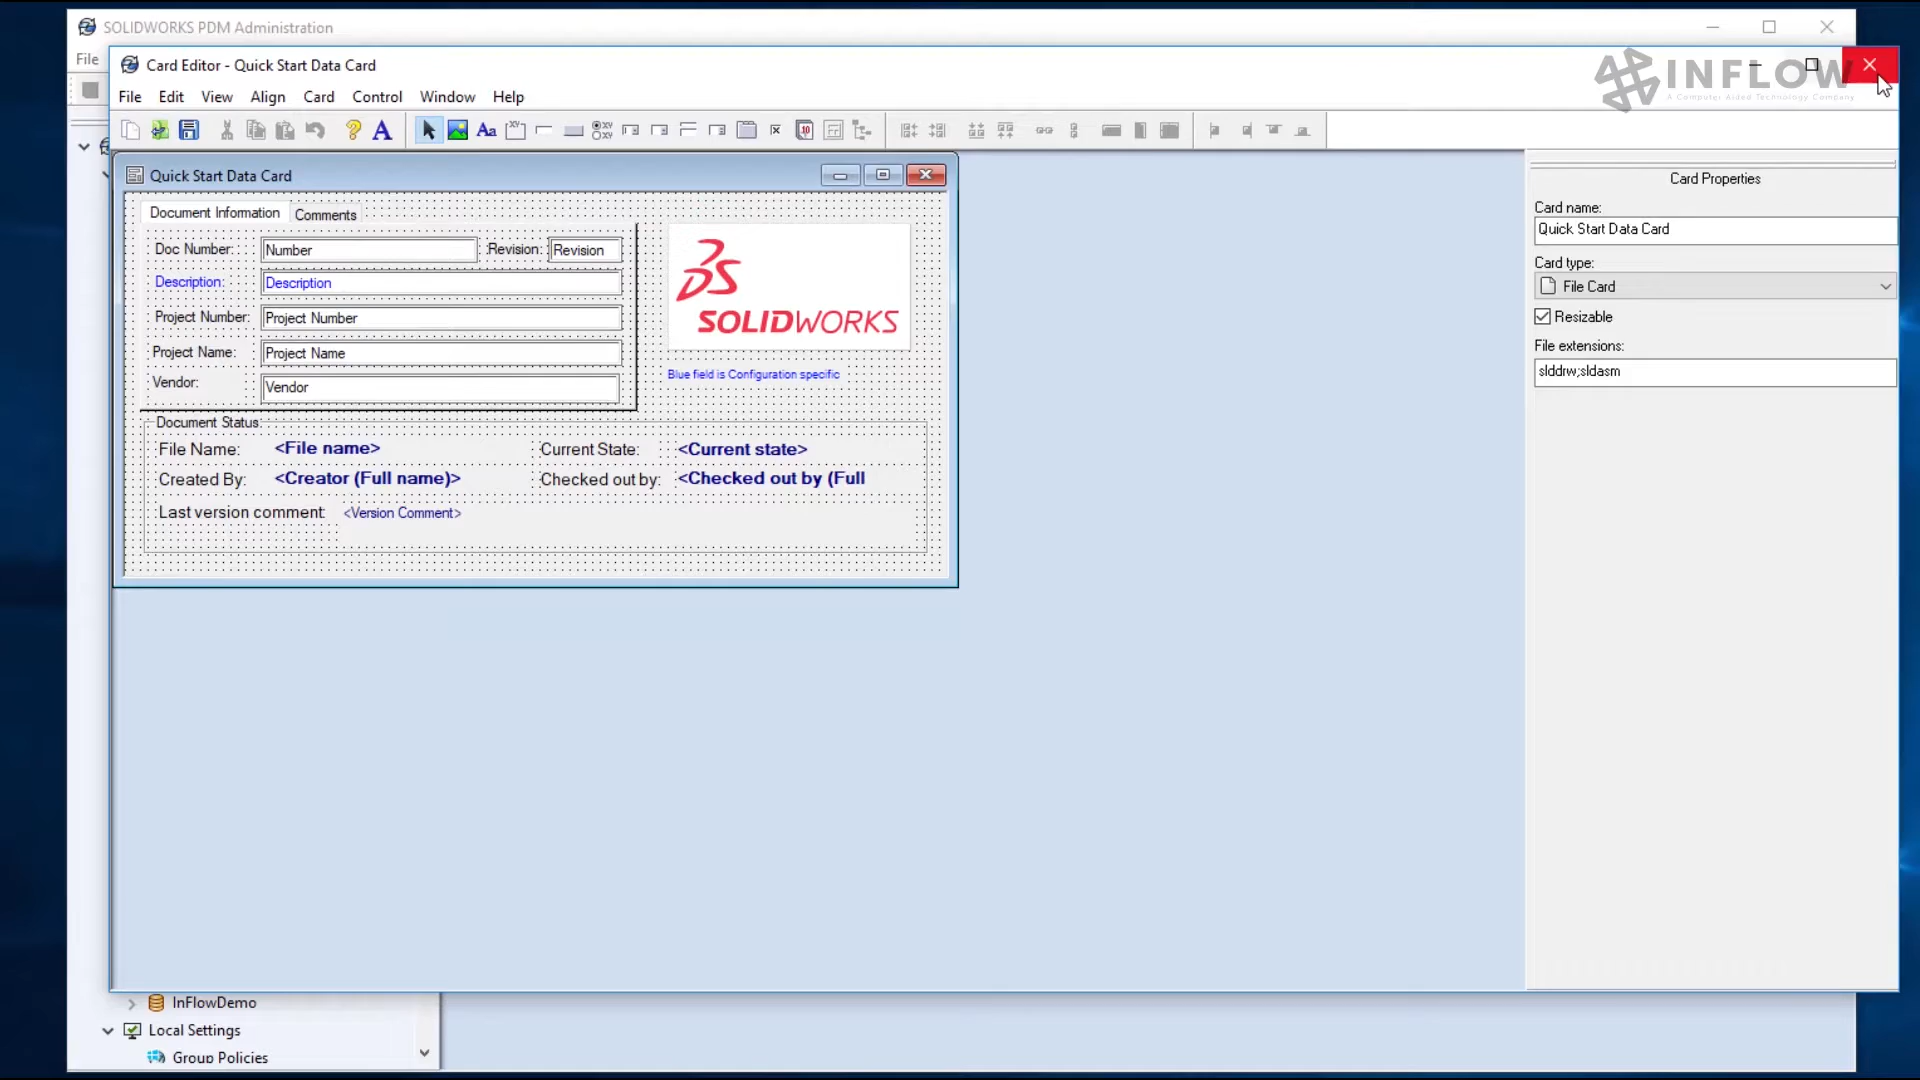 SOLIDWORKS PDM Administration
File
Card Editor - Quick Start Data Card
INFLOW
A Computer Aided Technology Company
File Edit View Align Card Control Window Help
Quick Start Data Card
Document Information Comments
Doc Number: Number Revision: Revision
Description: Description
Project Number: Project Number
Project Name: Project Name
Vendor: Vendor
SOLIDWORKS
Blue field is Configuration specific
Document Status:
File Name: <File name> Current State: <Current state>
Created By: <Creator (Full name)> Checked out by: <Checked out by (Full
Last version comment: <Version Comment>
Card Properties
Card name:
Quick Start Data Card
Card type:
File Card
Resizable
File extensions:
slddrw;sldasm
InFlowDemo
Local Settings
Group Policies